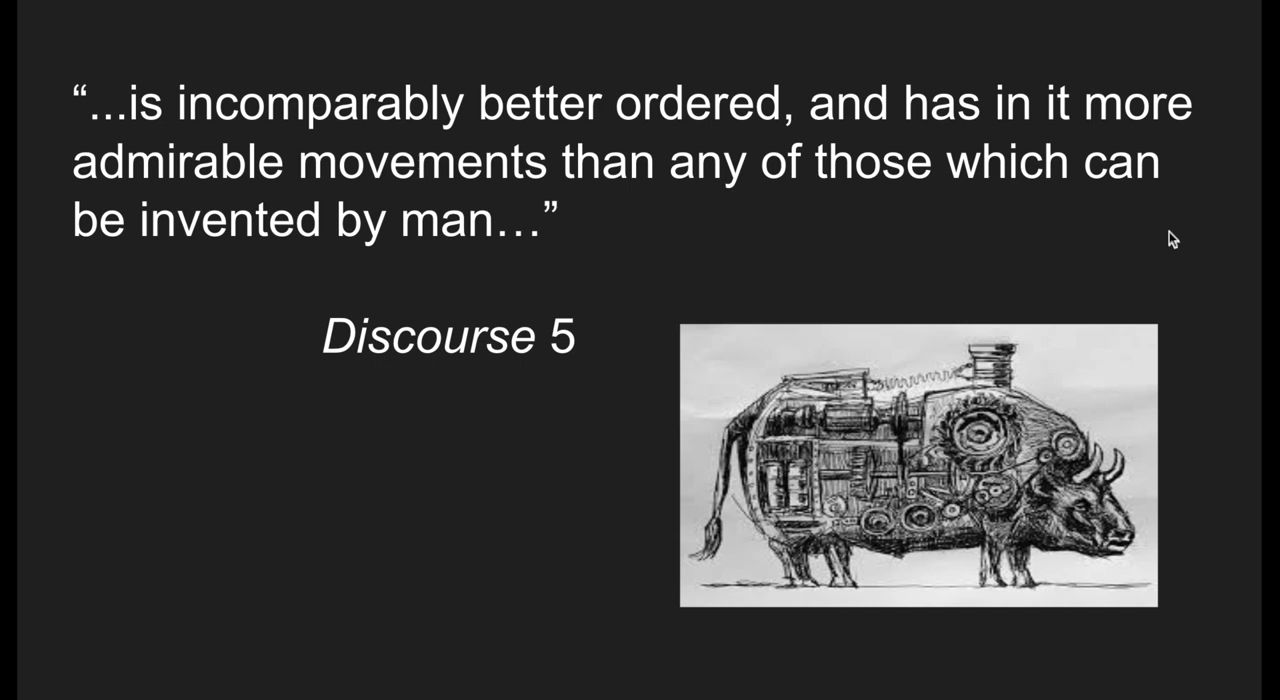 “...is incomparably better ordered, and has in it more
admirable movements than any of those which can
be invented by man…”
Discourse 5